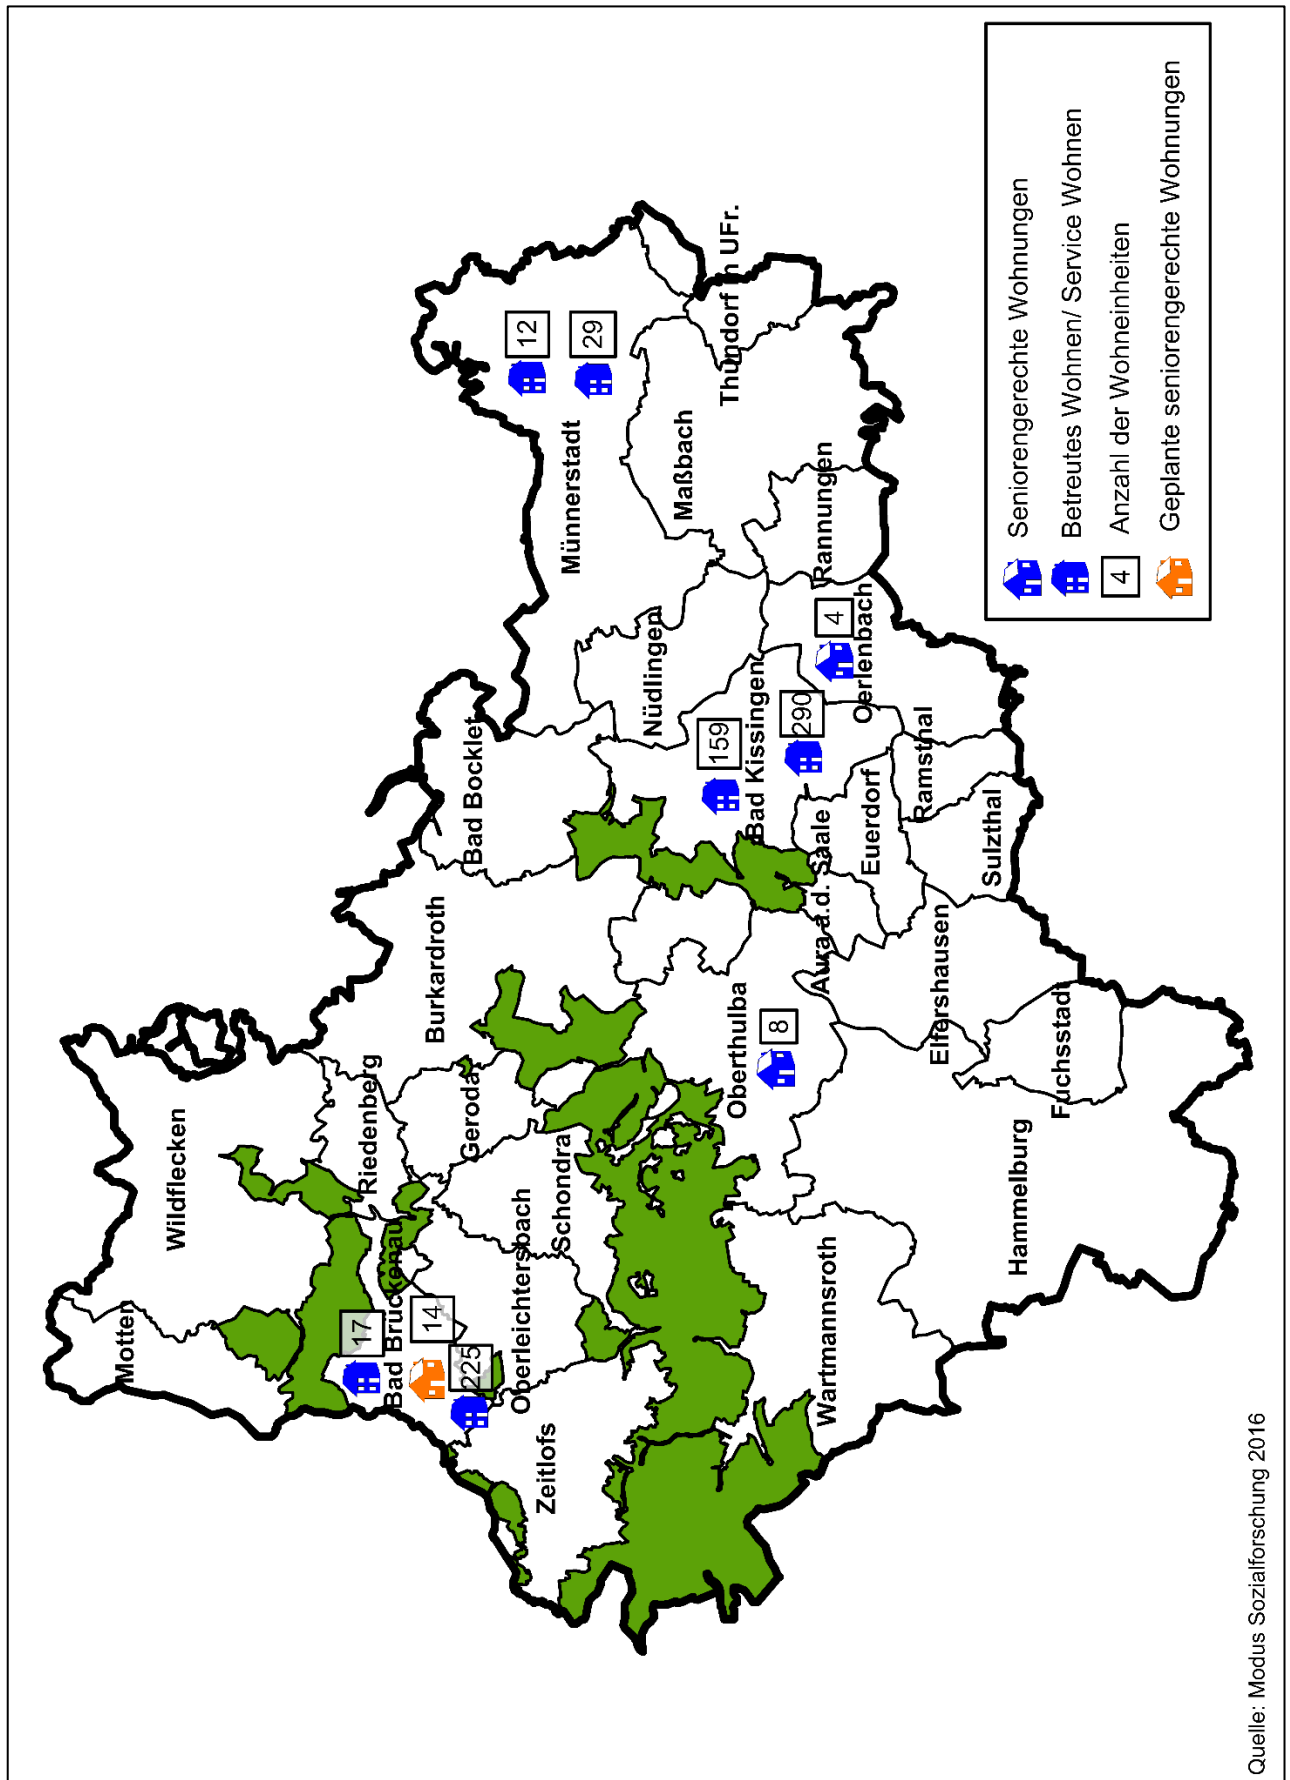 Motten
Wildflecken
17
Bad Brückenau
Riedenberg
14
225
Oberleichtersbach
Geroda
Burkardroth
Bad Bocklet
Zeitlofs
Schondra
Münnerstadt
12
29
Nüdlingen
Maßbach
Thundorf in UFr.
159
Bad Kissingen
290
Oberthulba
8
4
Oerlenbach
Rannungen
Wartmannsroth
Aura a.d. Saale
Euerdorf
Ramsthal
Elfershausen
Sulzthal
Hammelburg
Fuchsstadt
Seniorengerechte Wohnungen
Betreutes Wohnen/ Service Wohnen
4
Anzahl der Wohneinheiten
Geplante seniorengerechte Wohnungen
Quelle: Modus Sozialforschung 2016